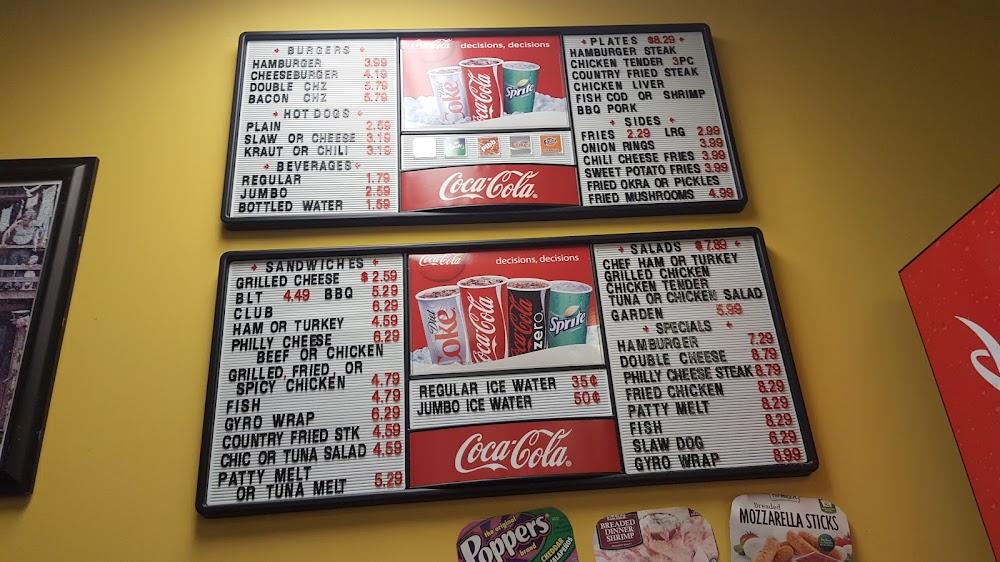 BURGERS
HAMBURGER 3.99
CHEESEBURGER 4.19
DOUBLE CHZ 5.79
BACON CHZ 5.79
HOT DOGS
PLAIN 2.59
SLAW OR CHEESE 3.19
KRAUT OR CHILI 3.19
BEVERAGES
REGULAR 1.79
JUMBO 2.59
BOTTLED WATER 1.59
Coca-Cola decisions, decisions
Diet Coke
Coca-Cola
Sprite
Coca-Cola
PLATES $8.29
HAMBURGER STEAK
CHICKEN TENDER 3PC
COUNTRY FRIED STEAK
CHICKEN LIVER
FISH COD OR SHRIMP
BBQ PORK
SIDES
FRIES 2.29 LRG 2.99
ONION RINGS 3.99
CHILI CHEESE FRIES 3.99
SWEET POTATO FRIES 3.99
FRIED OKRA OR PICKLES
FRIED MUSHROOMS 4.99
SANDWICHES
GRILLED CHEESE $2.59
BLT 4.49 BBQ 5.29
CLUB 6.29
HAM OR TURKEY 4.59
PHILLY CHEESE 6.29
BEEF OR CHICKEN
GRILLED, FRIED, OR
SPICY CHICKEN 4.79
FISH 4.79
GYRO WRAP 6.29
COUNTRY FRIED STK 4.59
CHIC OR TUNA SALAD 4.59
PATTY MELT
OR TUNA MELT 5.29
Coca-Cola decisions, decisions
Diet Coke
Coca-Cola
Coca-Cola zero
Sprite
REGULAR ICE WATER 35¢
JUMBO ICE WATER 50¢
Coca-Cola
SALADS $7.89
CHEF HAM OR TURKEY
GRILLED CHICKEN
CHICKEN TENDER
TUNA OR CHICKEN SALAD
GARDEN 5.99
SPECIALS
HAMBURGER 7.29
DOUBLE CHEESE 8.79
PHILLY CHEESE STEAK 8.79
FRIED CHICKEN 8.29
PATTY MELT 8.29
FISH 8.29
SLAW DOG 6.29
GYRO WRAP 8.99
the original
Poppers
brand
CHEDDAR
JALAPEÑOS
BREADED
DINNER
SHRIMP
Breaded
MOZZARELLA STICKS